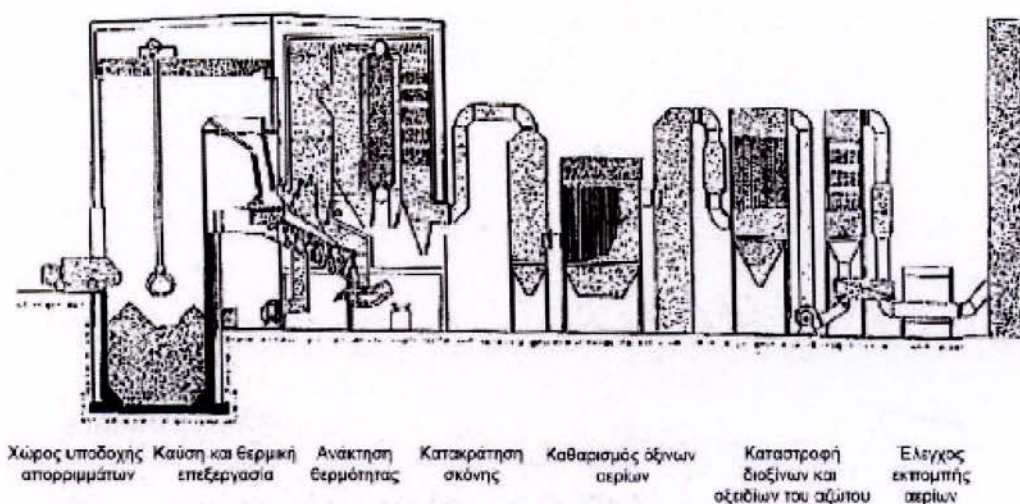 Χώρος υποδοχής
απορριμμάτων
Καύση και θερμική
επεξεργασία
Ανάκτηση
θερμότητας
Κατακράτηση
σκόνης
Καθαρισμός όξινων
αερίων
Καταστροφή
διοξίνων και
οξειδίων του αζώτου
Έλεγχος
εκπομπής
αερίων